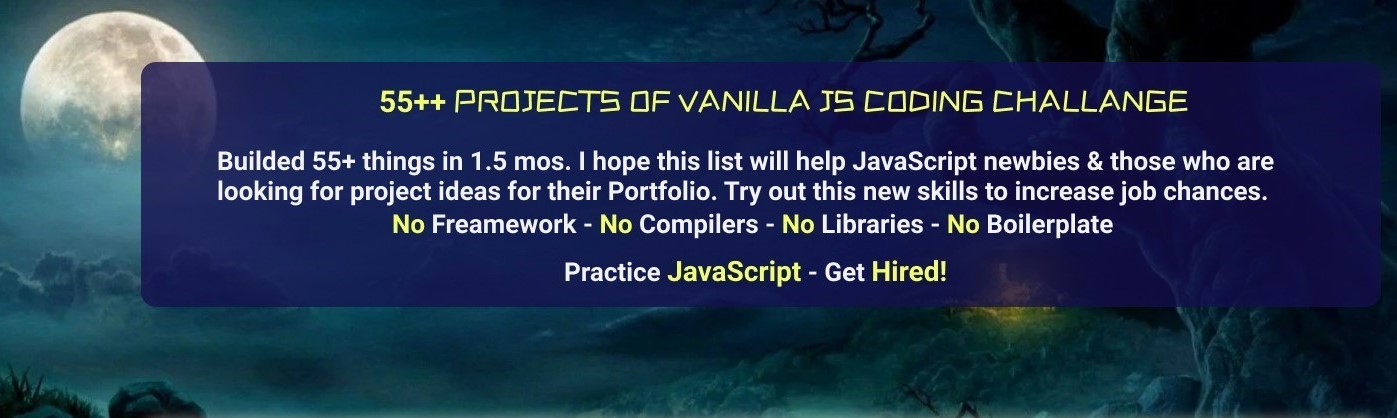 55++ PROJECTS OF VANILLA JS CODING CHALLANGE
Builded 55+ things in 1.5 mos. I hope this list will help JavaScript newbies & those who are
looking for project ideas for their Portfolio. Try out this new skills to increase job chances.
No Freamework - No Compilers - No Libraries - No Boilerplate
Practice JavaScript - Get Hired!